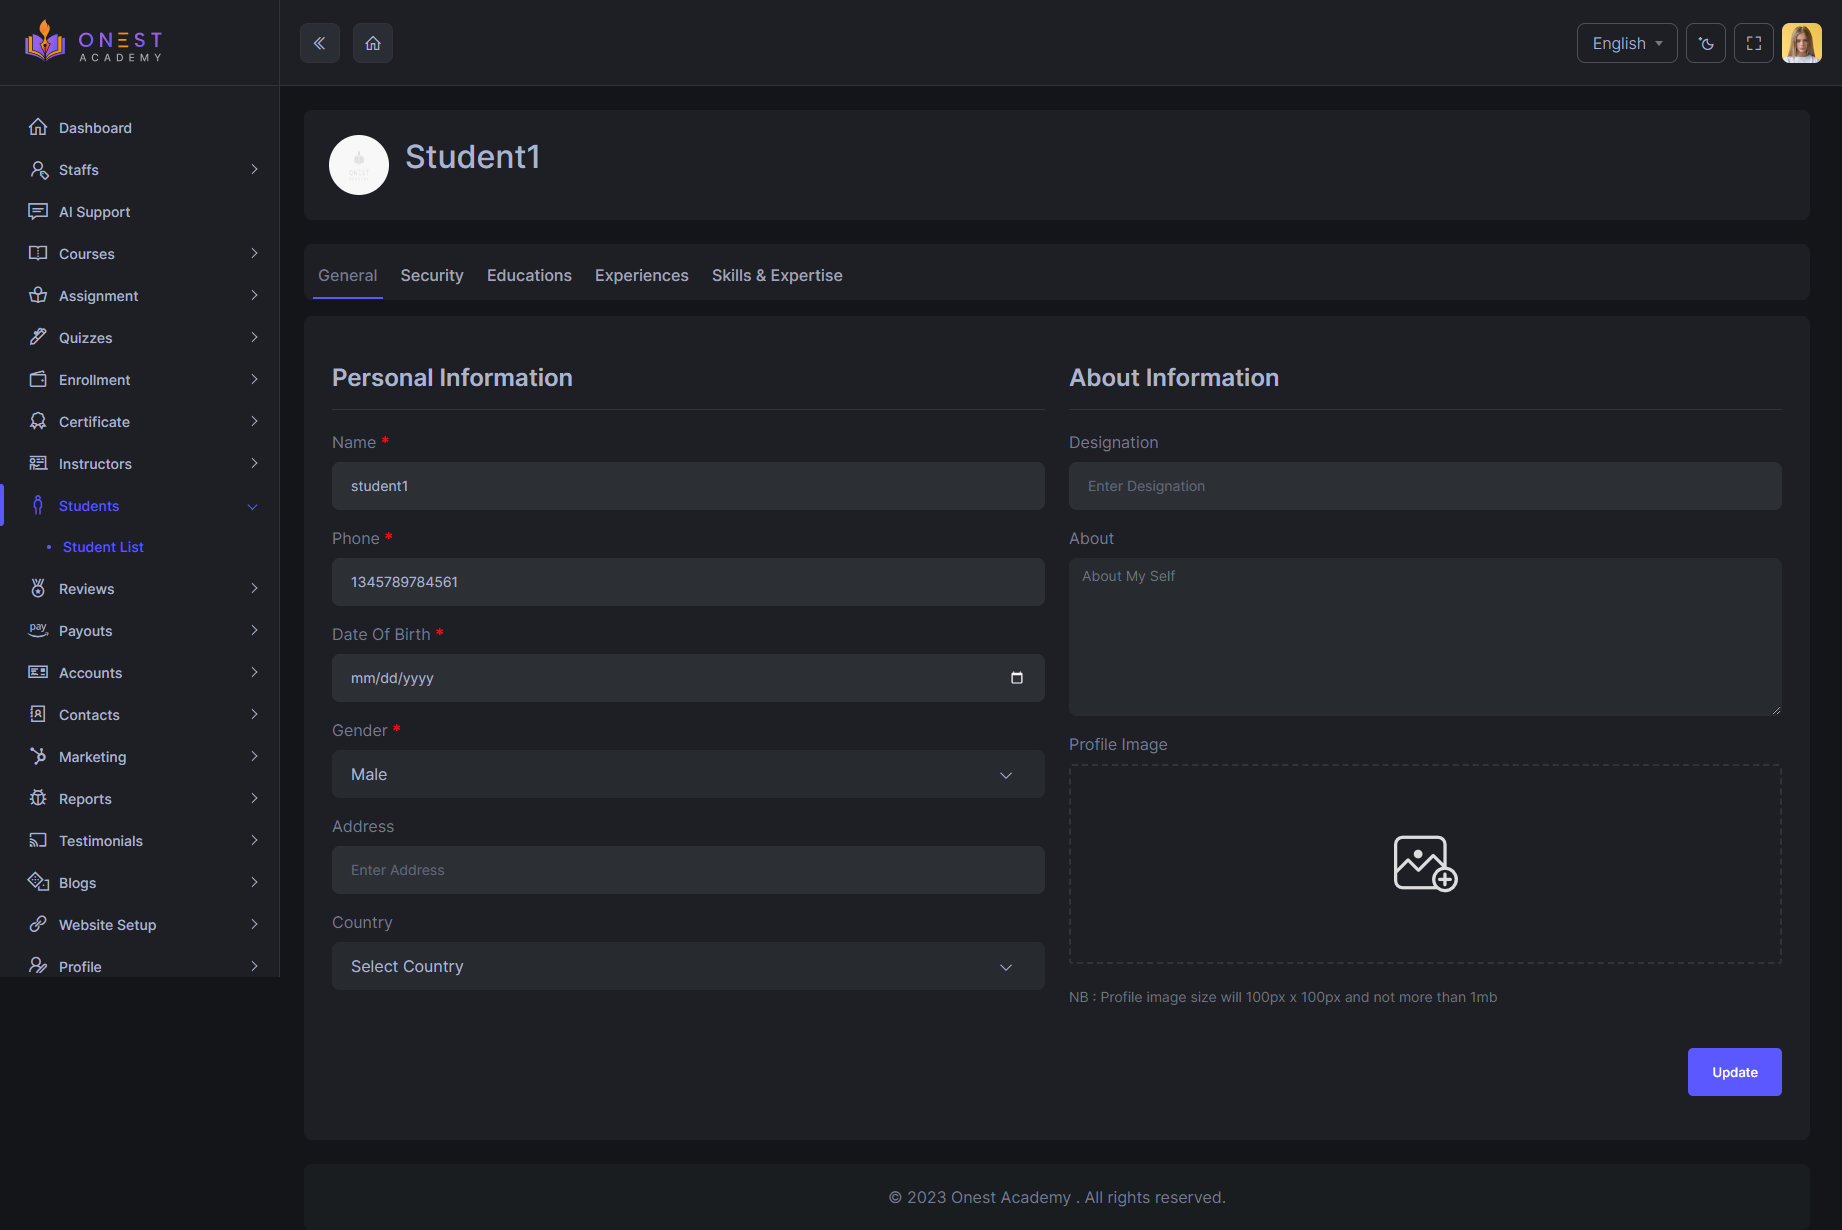 ONEST
ACADEMY
English
Dashboard
Staffs
AI Support
Courses
Assignment
Quizzes
Enrollment
Certificate
Instructors
Students
Student List
Reviews
pay
Payouts
Accounts
Contacts
Marketing
Reports
Testimonials
Blogs
Website Setup
Profile
ONEST
Student1
General
Security
Educations
Experiences
Skills & Expertise
Personal Information
Name *
student1
Phone *
1345789784561
Date Of Birth *
mm/dd/yyyy
Gender *
Male
Address
Enter Address
Country
Select Country
About Information
Designation
Enter Designation
About
About My Self
Profile Image
NB : Profile image size will 100px x 100px and not more than 1mb
Update
© 2023 Onest Academy . All rights reserved.